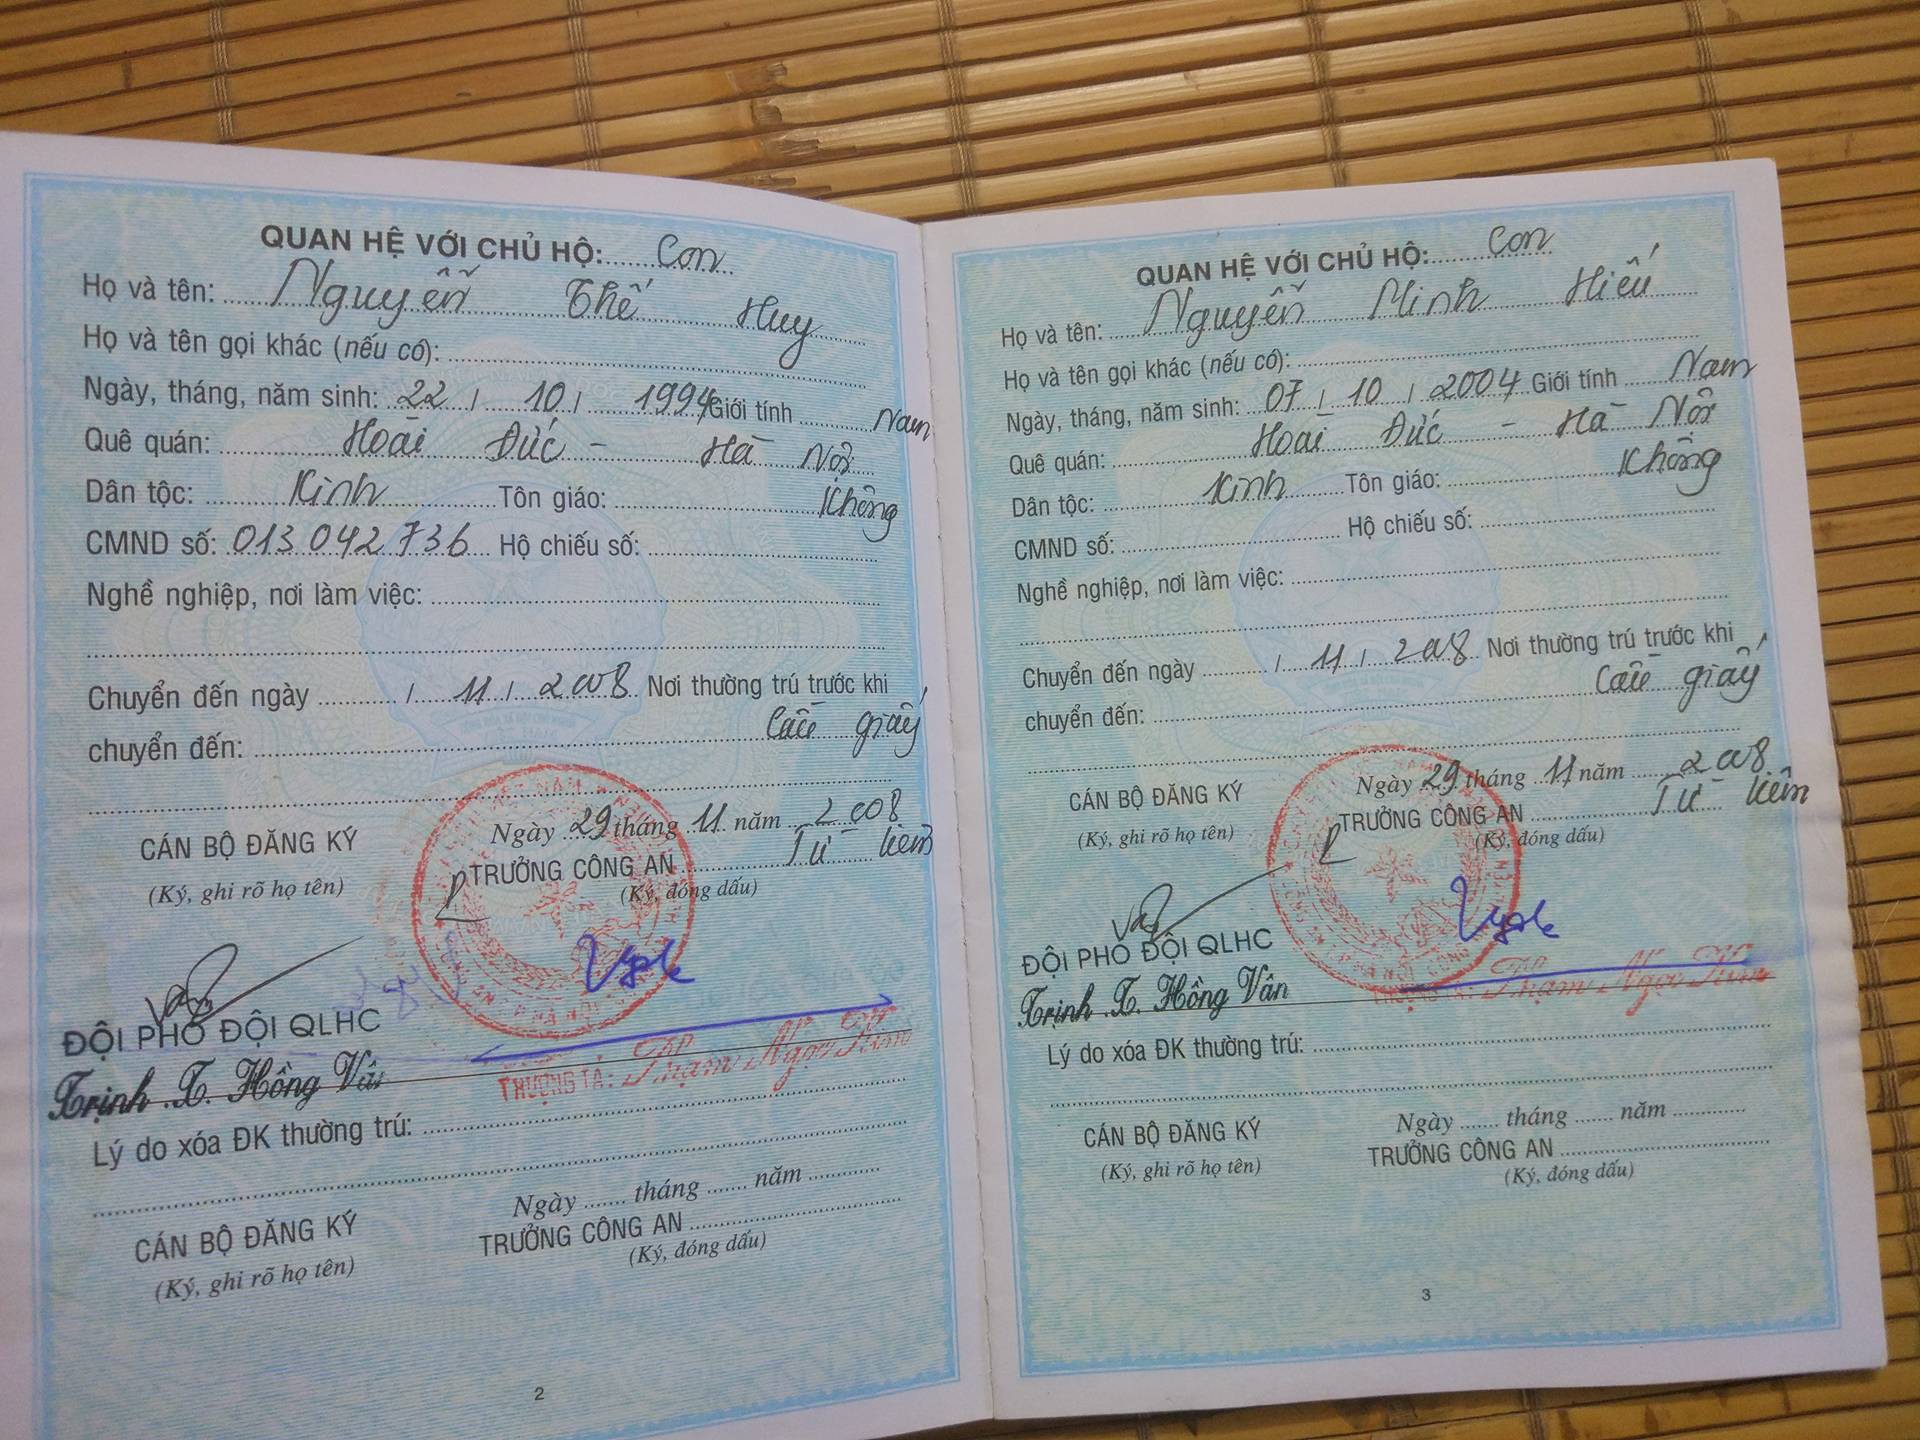 QUAN HỆ VỚI CHỦ HỘ: Con
Họ và tên: Nguyễn Thế Huy
Họ và tên gọi khác (nếu có):
Ngày, tháng, năm sinh: 22 / 10 / 1994 Giới tính Nam
Quê quán: Hoài Đức - Hà Nội
Dân tộc: Kinh Tôn giáo: Không
CMND số: 013042736 Hộ chiếu số:
Nghề nghiệp, nơi làm việc:
Chuyển đến ngày / 11 / 2008 Nơi thường trú trước khi
chuyển đến: Cầu giấy
Ngày 29 tháng 11 năm 2008
CÁN BỘ ĐĂNG KÝ TRƯỞNG CÔNG AN Từ liêm
(Ký, ghi rõ họ tên) (Ký, đóng dấu)
ĐỘI PHÓ ĐỘI QLHC
Trịnh T. Hồng Vân
THƯỢNG TÁ: Phạm Ngọc
Lý do xóa ĐK thường trú:
Ngày ....... tháng ....... năm
CÁN BỘ ĐĂNG KÝ TRƯỞNG CÔNG AN
(Ký, ghi rõ họ tên) (Ký, đóng dấu)
2
QUAN HỆ VỚI CHỦ HỘ: Con
Họ và tên: Nguyễn Minh Hiếu
Họ và tên gọi khác (nếu có):
Ngày, tháng, năm sinh: 07 / 10 / 2004 Giới tính Nam
Quê quán: Hoài Đức - Hà Nội
Dân tộc: Kinh Tôn giáo: Không
CMND số: Hộ chiếu số:
Nghề nghiệp, nơi làm việc:
Chuyển đến ngày / 11 / 2008 Nơi thường trú trước khi
chuyển đến: Cầu giấy
Ngày 29 tháng 11 năm 2008
CÁN BỘ ĐĂNG KÝ TRƯỞNG CÔNG AN Từ liêm
(Ký, ghi rõ họ tên) (Ký, đóng dấu)
ĐỘI PHÓ ĐỘI QLHC
Trịnh T. Hồng Vân
THƯỢNG TÁ: Phạm Ngọc
Lý do xóa ĐK thường trú:
Ngày ....... tháng ....... năm
CÁN BỘ ĐĂNG KÝ TRƯỞNG CÔNG AN
(Ký, ghi rõ họ tên) (Ký, đóng dấu)
3